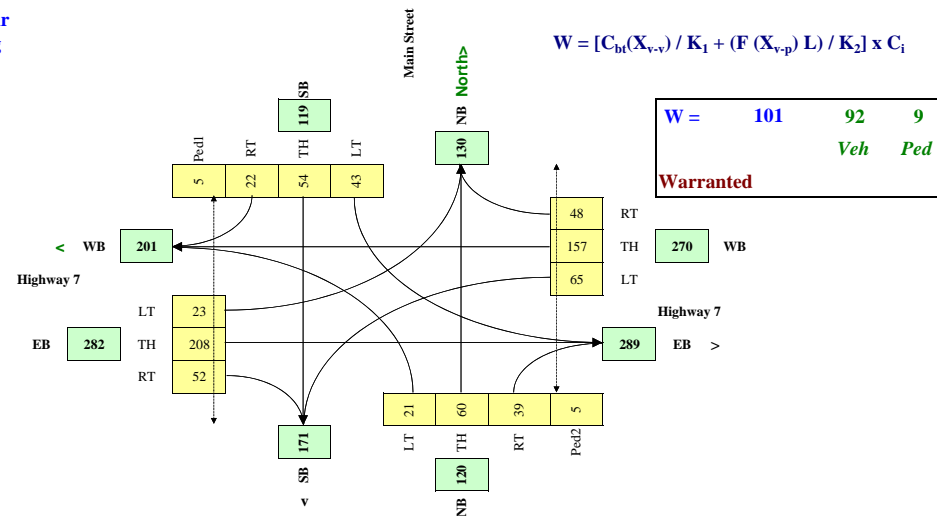 W = [Cbt(Xv-v) / K1 + (F (Xv-p) L) / K2] x Ci
W = 101 92 9
Veh Ped
Warranted
Main Street
North>
SB
119
NB
130
Ped1 RT TH LT
5 22 54 43
48 RT
157 TH
65 LT
270 WB
< WB 201
Highway 7
LT 23
TH 208
RT 52
EB 282
Highway 7
289 EB >
21 60 39 5
LT TH RT Ped2
171
SB
v
120
NB